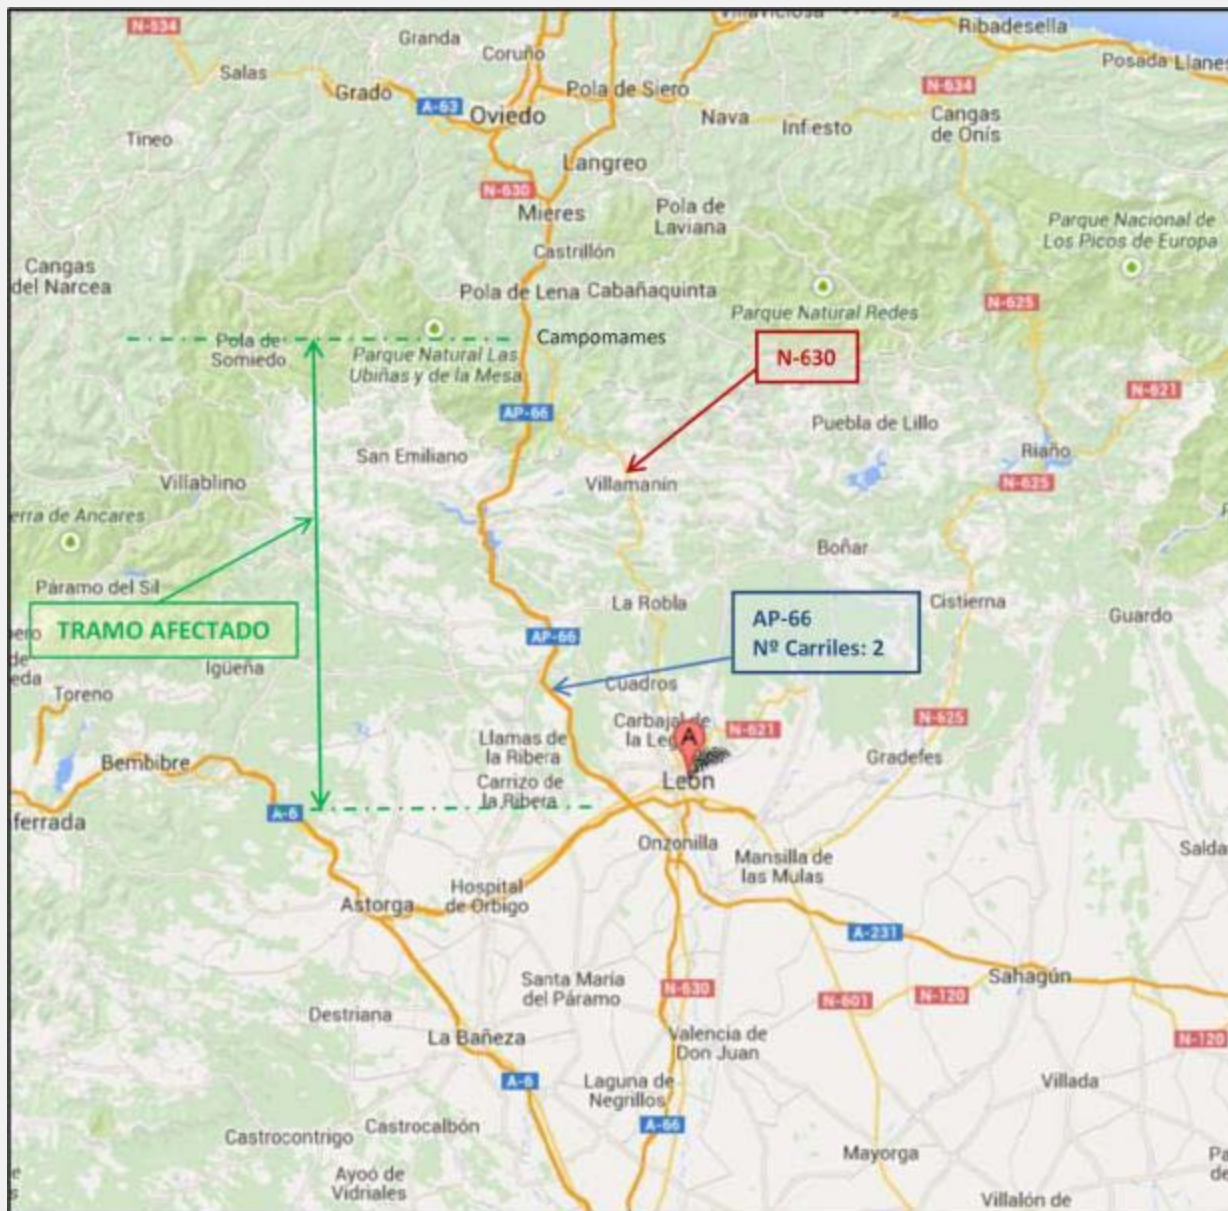 Villaviciosa
N-634
Ribadesella
Granda
Coruño
Posada Llanes
Salas
Grado
Pola de Siero
N-634
A-63
Oviedo
Nava
Infiesto
Cangas
de Onís
Tineo
Langreo
N-630
Mieres
Pola de
Laviana
Parque Nacional de
Los Picos de Europa
Castrillón
Cangas
del Narcea
Pola de Lena
Cabañaquinta
N-625
Parque Natural Redes
Campomames
Pola de
Somiedo
Parque Natural Las
Ubiñas y de la Mesa
N-630
N-621
AP-66
Puebla de Lillo
San Emiliano
Riaño
Villablino
Villamanín
N-625
erra de Ancares
Boñar
Páramo del Sil
La Robla
Cistierna
Guardo
TRAMO AFECTADO
AP-66
AP-66
Nº Carriles: 2
Igüeña
Toreno
Cuadros
Carbajal de
la Leg
A
N-621
N-625
Llamas de
la Ribera
Gradefes
Bembibre
Carrizo de
la Ribera
León
A-6
ferrada
Onzonilla
Mansilla de
las Mulas
Salda
Hospital
de Orbigo
Astorga
A-231
Santa María
del Páramo
N-630
N-601
N-120
Sahagún
Destriana
La Bañeza
Valencia de
Don Juan
N-120
A-6
Laguna de
Negrillos
Villada
A-66
Castrocontrigo
Castrocalbón
Mayorga
Ayoó de
Vidriales
Villalón de